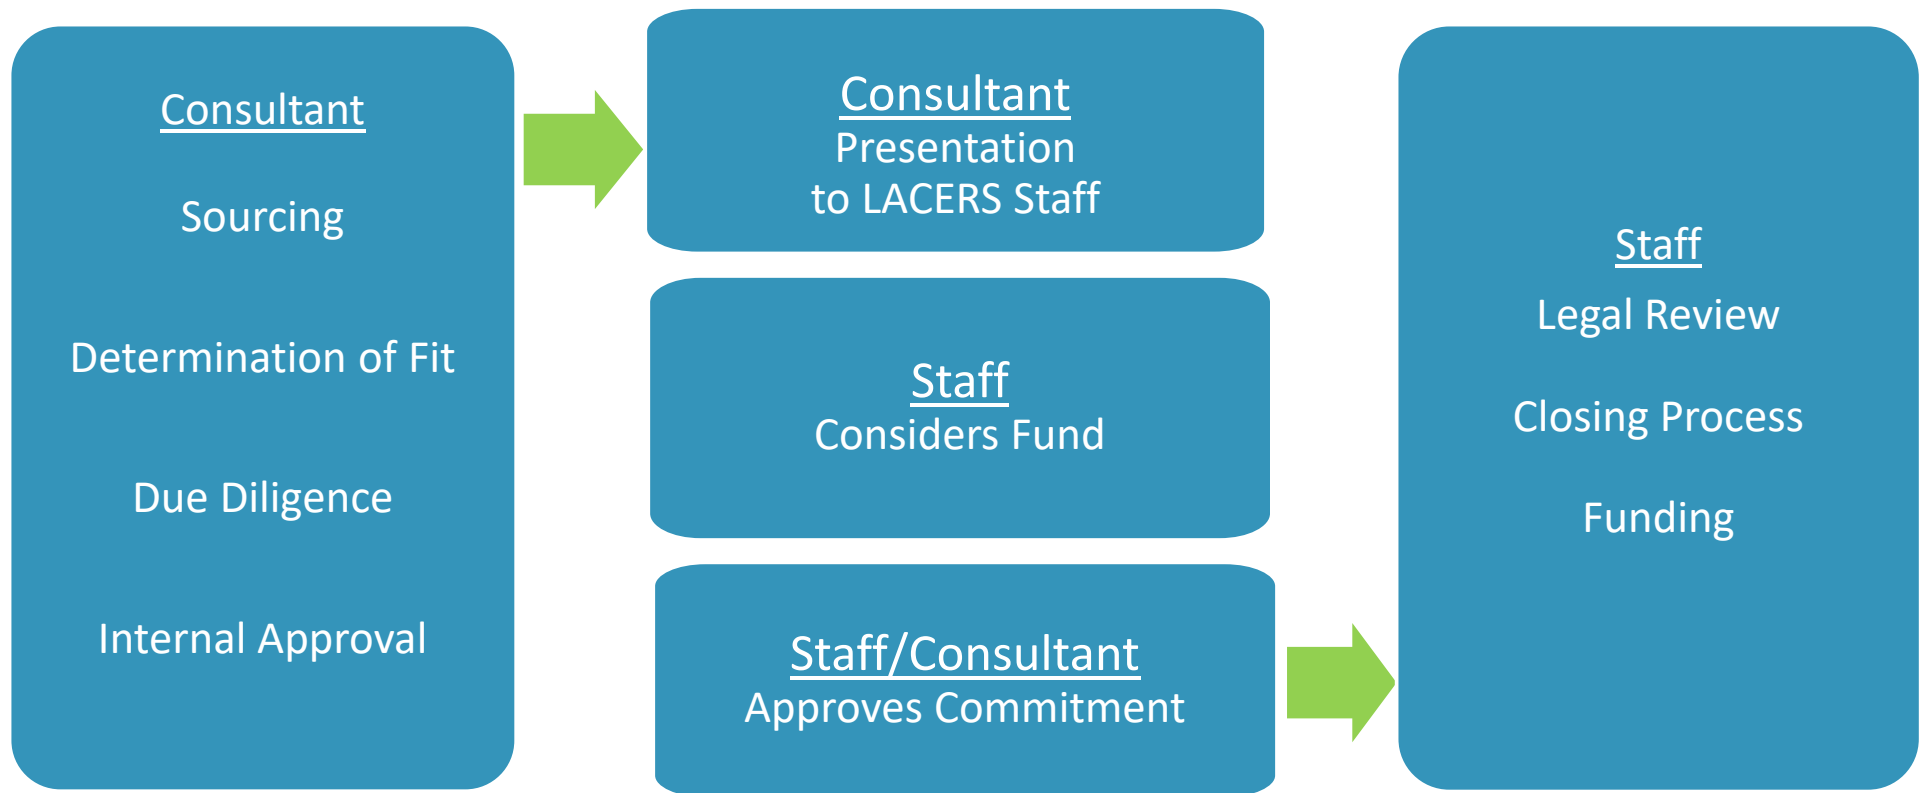 Consultant
Sourcing
Determination of Fit
Due Diligence
Internal Approval
Consultant
Presentation
to LACERS Staff
Staff
Considers Fund
Staff/Consultant
Approves Commitment
Staff
Legal Review
Closing Process
Funding